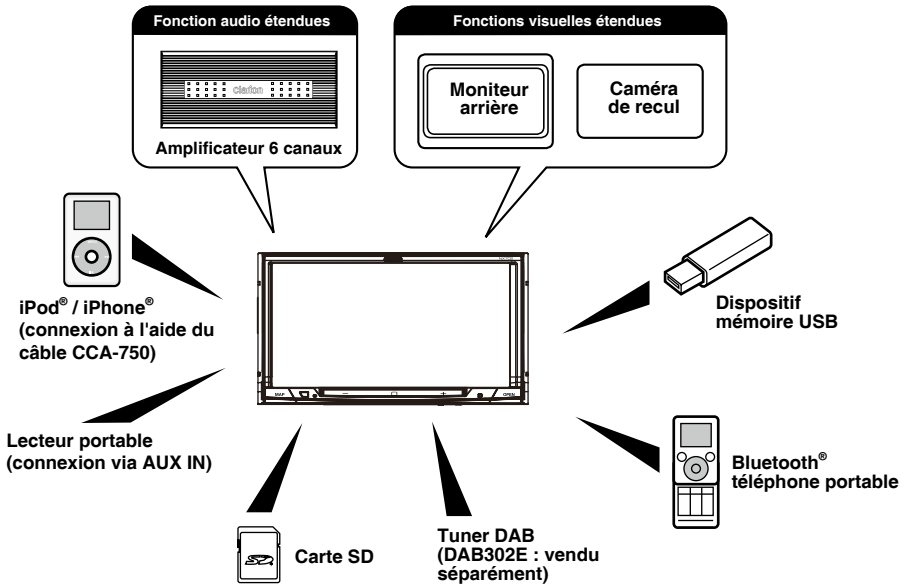 Fonction audio étendues
Fonctions visuelles étendues
clarion
Amplificateur 6 canaux
Moniteur
arrière
Caméra
de recul
iPod® / iPhone®
(connexion à l'aide du
câble CCA-750)
Dispositif
mémoire USB
MAP
OPEN
Lecteur portable
(connexion via AUX IN)
Bluetooth®
téléphone portable
SD
Carte SD
Tuner DAB
(DAB302E : vendu
séparément)